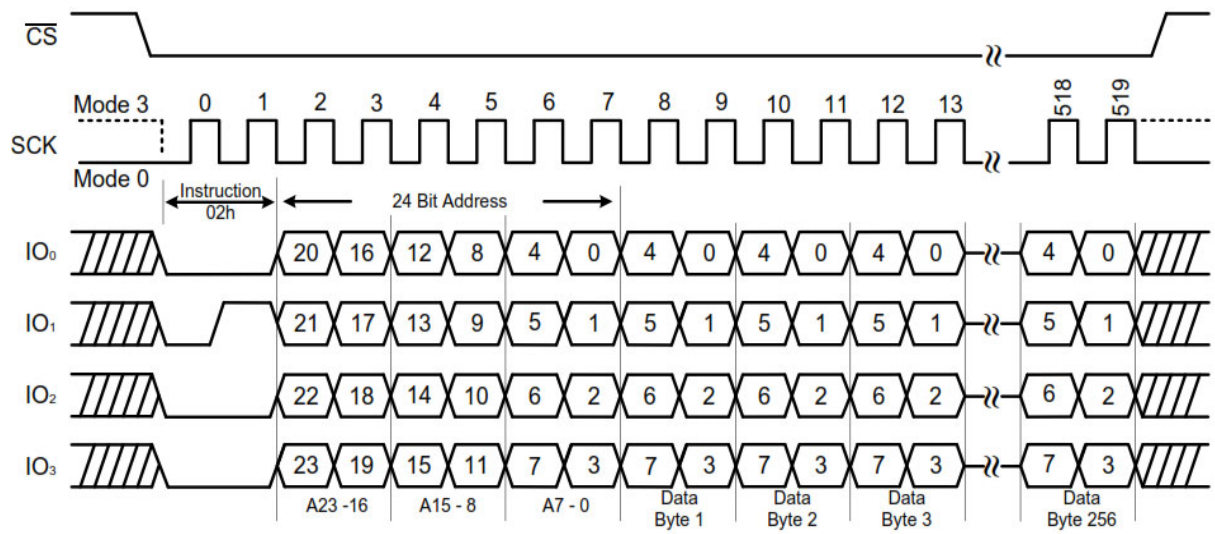 CS
Mode 3 0 1 2 3 4 5 6 7 8 9 10 11 12 13 518 519
SCK
Mode 0
Instruction
02h
24 Bit Address
IO₀ 20 16 12 8 4 0 4 0 4 0 4 0 4 0
IO₁ 21 17 13 9 5 1 5 1 5 1 5 1 5 1
IO₂ 22 18 14 10 6 2 6 2 6 2 6 2 6 2
IO₃ 23 19 15 11 7 3 7 3 7 3 7 3 7 3
A23 -16 A15 - 8 A7 - 0 Data Data Data Data
Byte 1 Byte 2 Byte 3 Byte 256